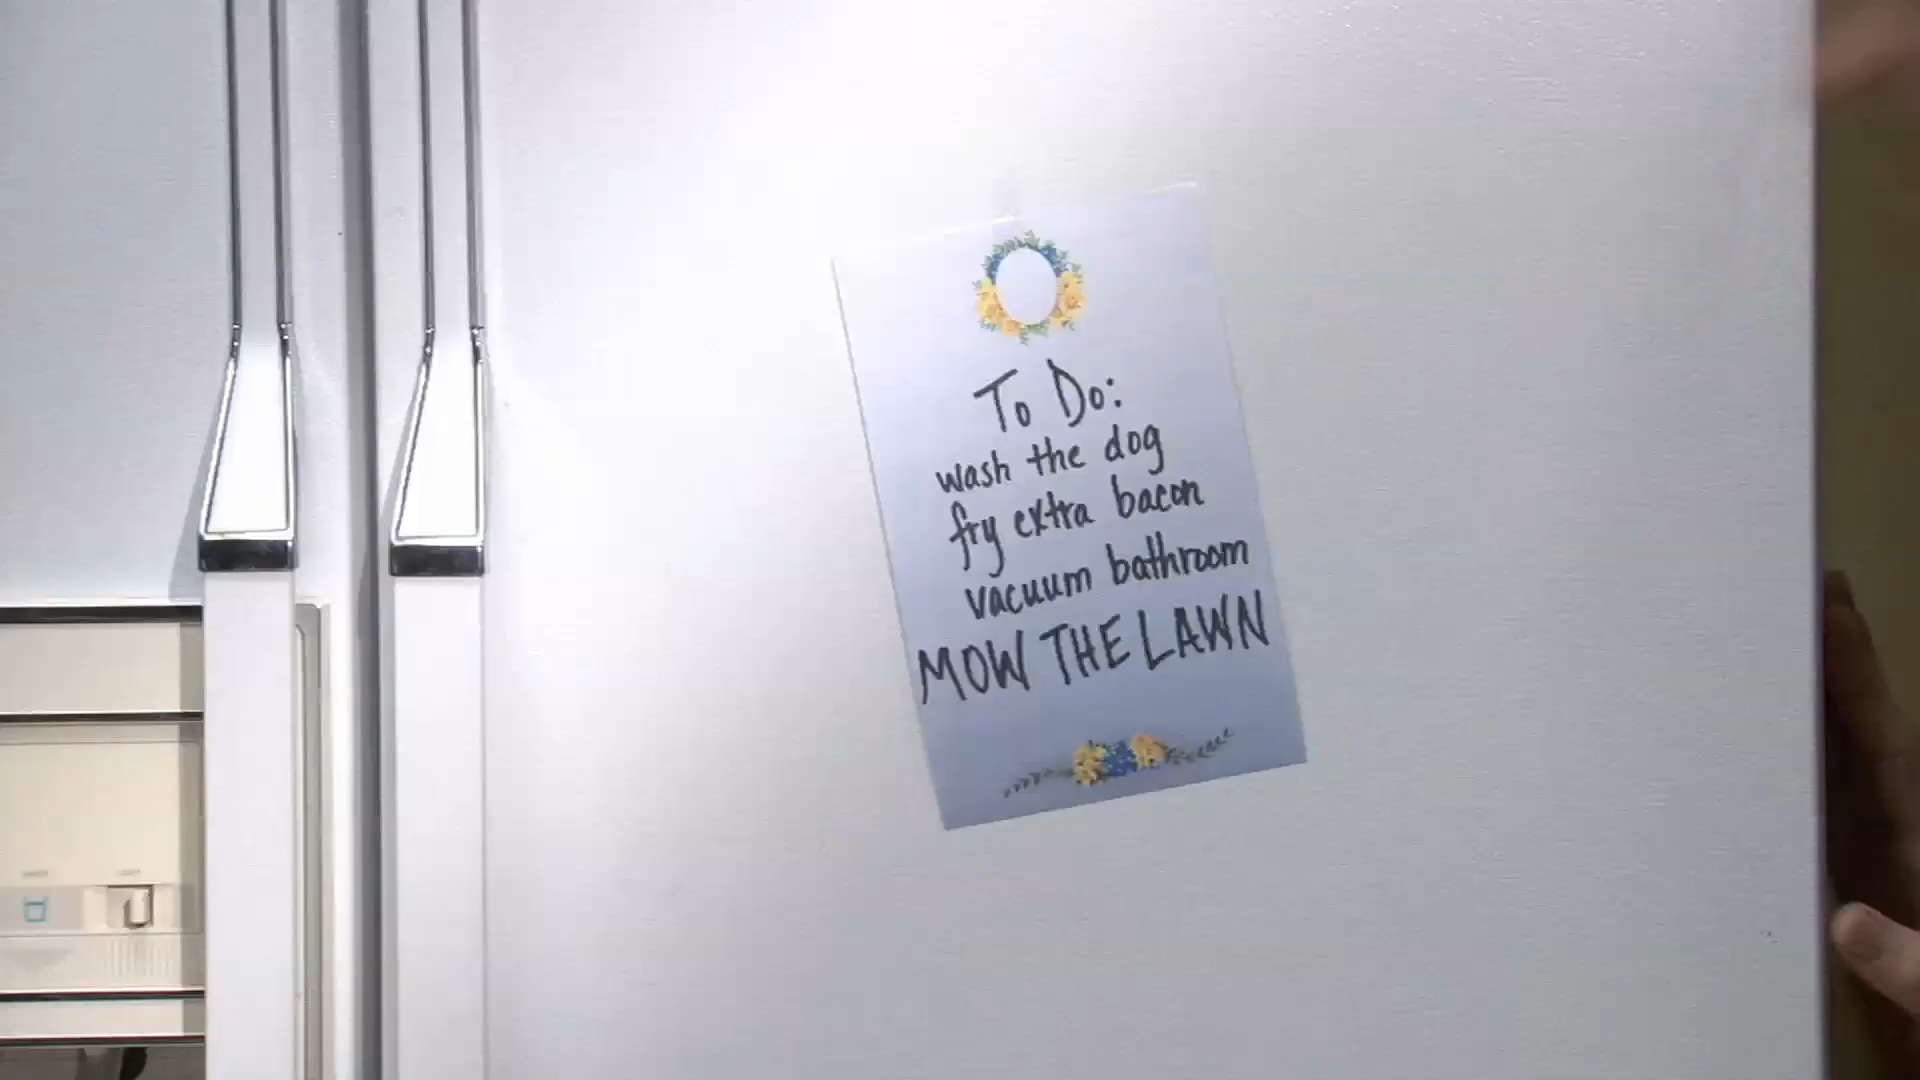 To Do:
wash the dog
fry extra bacon
vacuum bathroom
MOW THE LAWN